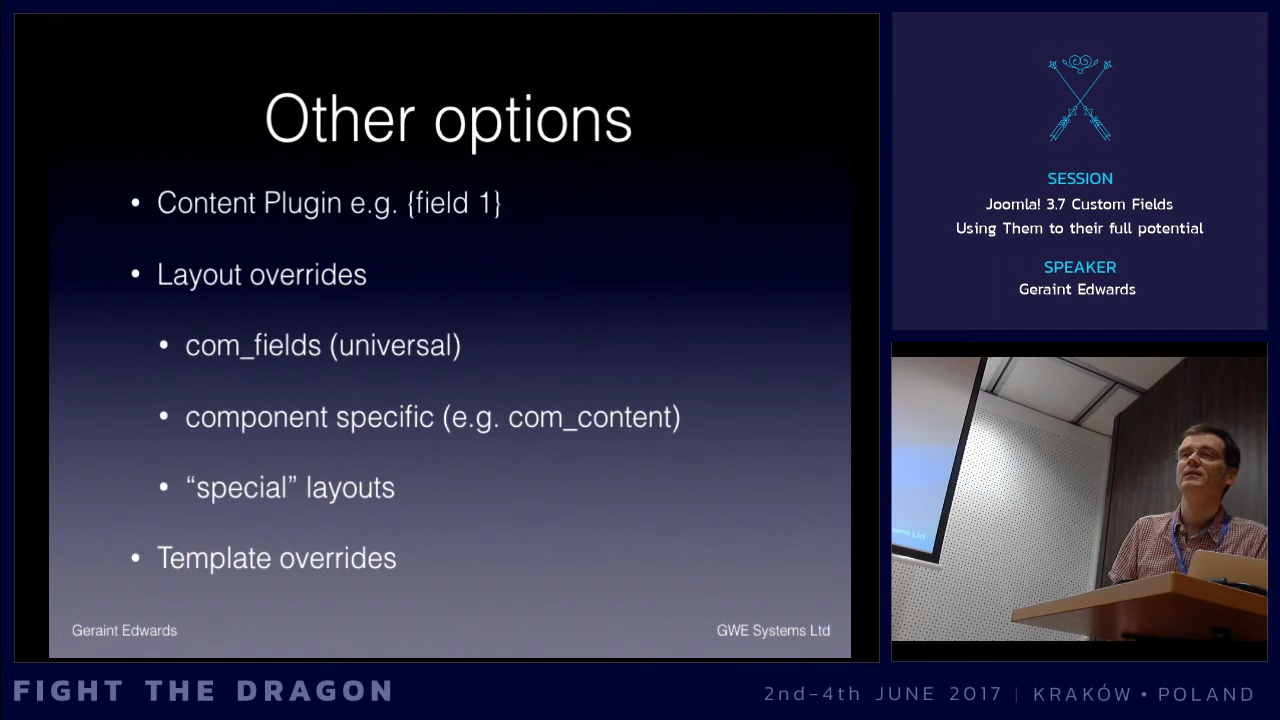 Other options
• Content Plugin e.g. {field 1}
• Layout overrides
• com_fields (universal)
• component specific (e.g. com_content)
• “special” layouts
• Template overrides
Geraint Edwards
GWE Systems Ltd
SESSION
Joomla! 3.7 Custom Fields
Using Them to their full potential
SPEAKER
Geraint Edwards
ems Ltd
FIGHT THE DRAGON
2nd-4th JUNE 2017 | KRAKÓW • POLAND